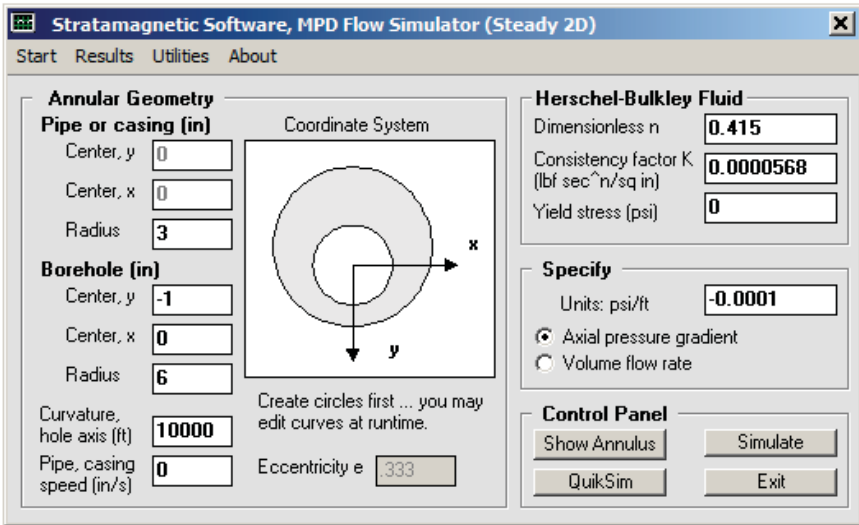 Stratamagnetic Software, MPD Flow Simulator (Steady 2D)
Start Results Utilities About
Annular Geometry
Pipe or casing (in)
Center, y 0
Center, x 0
Radius 3
Borehole (in)
Center, y -1
Center, x 0
Radius 6
Curvature,
hole axis (ft) 10000
Pipe, casing
speed (in/s) 0
Coordinate System
x
y
Create circles first ... you may
edit curves at runtime.
Eccentricity e .333
Herschel-Bulkley Fluid
Dimensionless n 0.415
Consistency factor K
(lbf sec^n/sq in) 0.0000568
Yield stress (psi) 0
Specify
Units: psi/ft -0.0001
Axial pressure gradient
Volume flow rate
Control Panel
Show Annulus Simulate
QuikSim Exit